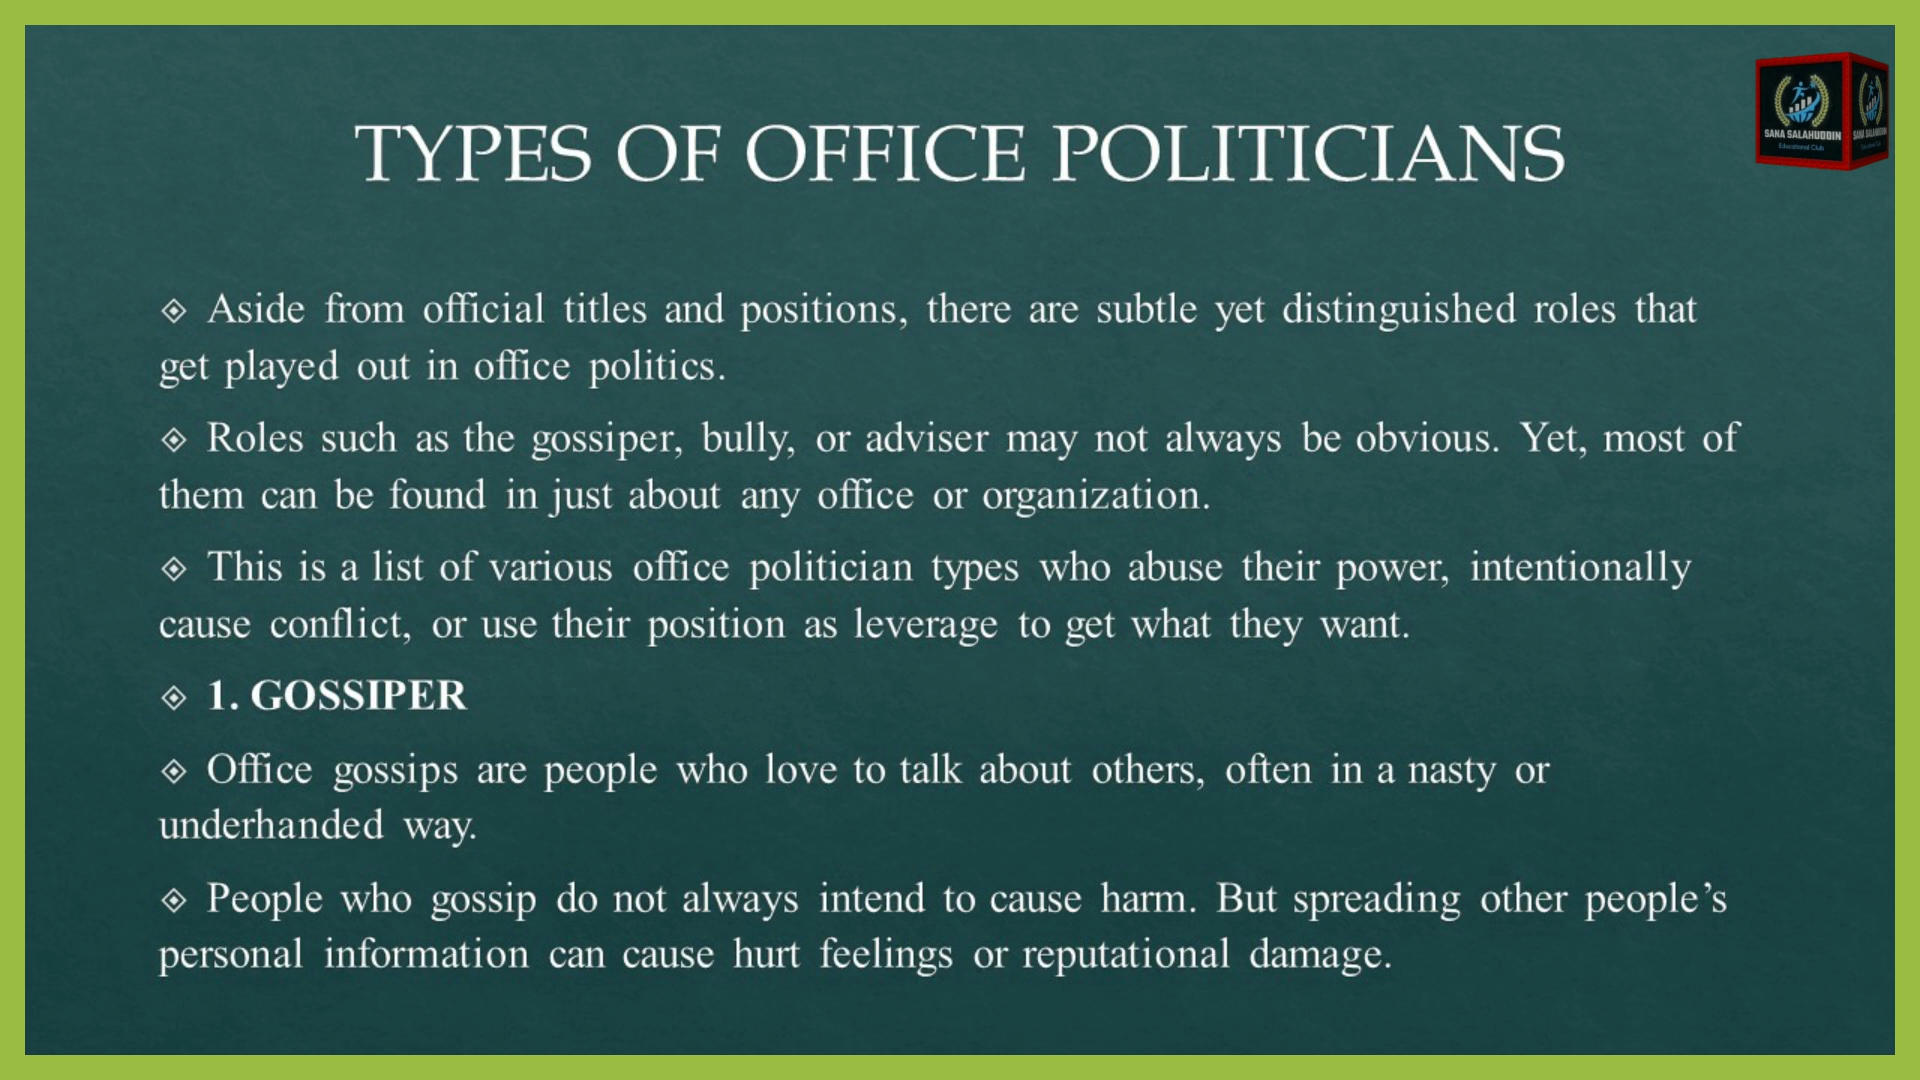 TYPES OF OFFICE POLITICIANS
SANA SALAHUDDIN
Educational Club
SANA SALAHUDDIN
Educational Club
Aside from official titles and positions, there are subtle yet distinguished roles that
get played out in office politics.
Roles such as the gossiper, bully, or adviser may not always be obvious. Yet, most of
them can be found in just about any office or organization.
This is a list of various office politician types who abuse their power, intentionally
cause conflict, or use their position as leverage to get what they want.
1. GOSSIPER
Office gossips are people who love to talk about others, often in a nasty or
underhanded way.
People who gossip do not always intend to cause harm. But spreading other people’s
personal information can cause hurt feelings or reputational damage.